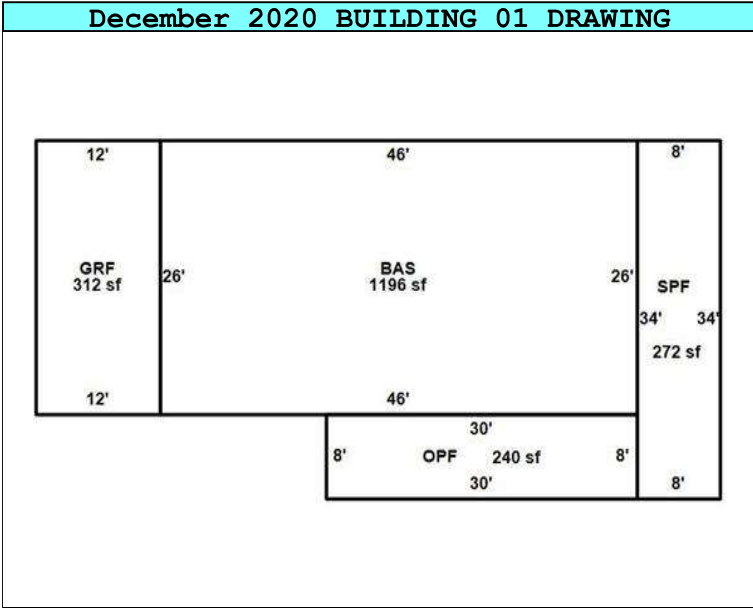 December 2020 BUILDING 01 DRAWING
12'
46'
8'
GRF
312 sf
26'
BAS
1196 sf
26'
SPF
34'
34'
272 sf
12'
46'
30'
8'
OPF
240 sf
8'
30'
8'